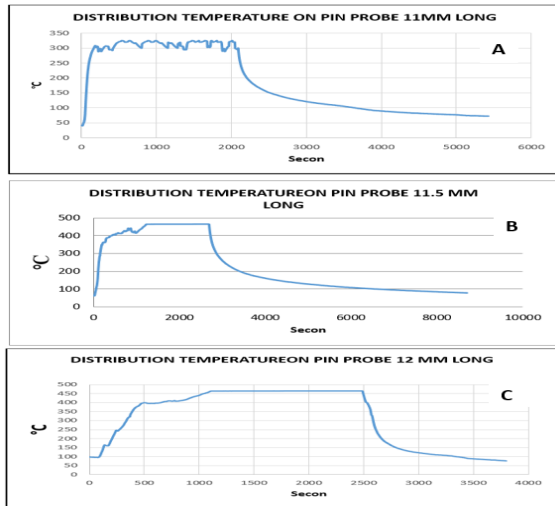 DISTRIBUTION TEMPERATURE ON PIN PROBE 11MM LONG
A
350
300
250
200
150
100
50
0
°C
0 1000 2000 3000 4000 5000 6000
Secon
DISTRIBUTION TEMPERATUREON PIN PROBE 11.5 MM
LONG
B
500
400
300
200
100
0
°C
0 2000 4000 6000 8000 10000
Secon
DISTRIBUTION TEMPERATUREON PIN PROBE 12 MM LONG
C
500
450
400
350
300
250
200
150
100
50
0
°C
0 500 1000 1500 2000 2500 3000 3500 4000
Secon